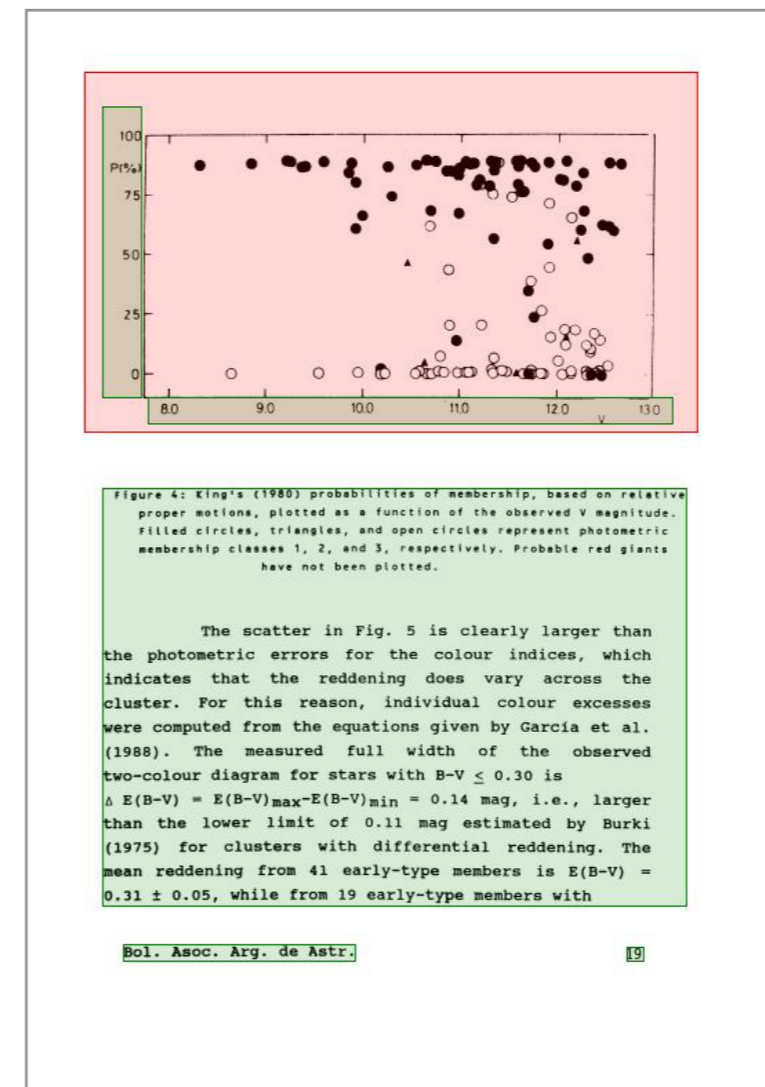 100
P(%)
75
50
25
0
8.0 9.0 10.0 11.0 12.0 13.0
V
Figure 4: King's (1980) probabilities of membership, based on relative
proper motions, plotted as a function of the observed V magnitude.
Filled circles, triangles, and open circles represent photometric
membership classes 1, 2, and 3, respectively. Probable red giants
have not been plotted.
The scatter in Fig. 5 is clearly larger than
the photometric errors for the colour indices, which
indicates that the reddening does vary across the
cluster. For this reason, individual colour excesses
were computed from the equations given by García et al.
(1988). The measured full width of the observed
two-colour diagram for stars with B-V ≤ 0.30 is
Δ E(B-V) = E(B-V)max-E(B-V)min = 0.14 mag, i.e., larger
than the lower limit of 0.11 mag estimated by Burki
(1975) for clusters with differential reddening. The
mean reddening from 41 early-type members is E(B-V) =
0.31 ± 0.05, while from 19 early-type members with
Bol. Asoc. Arg. de Astr. 19